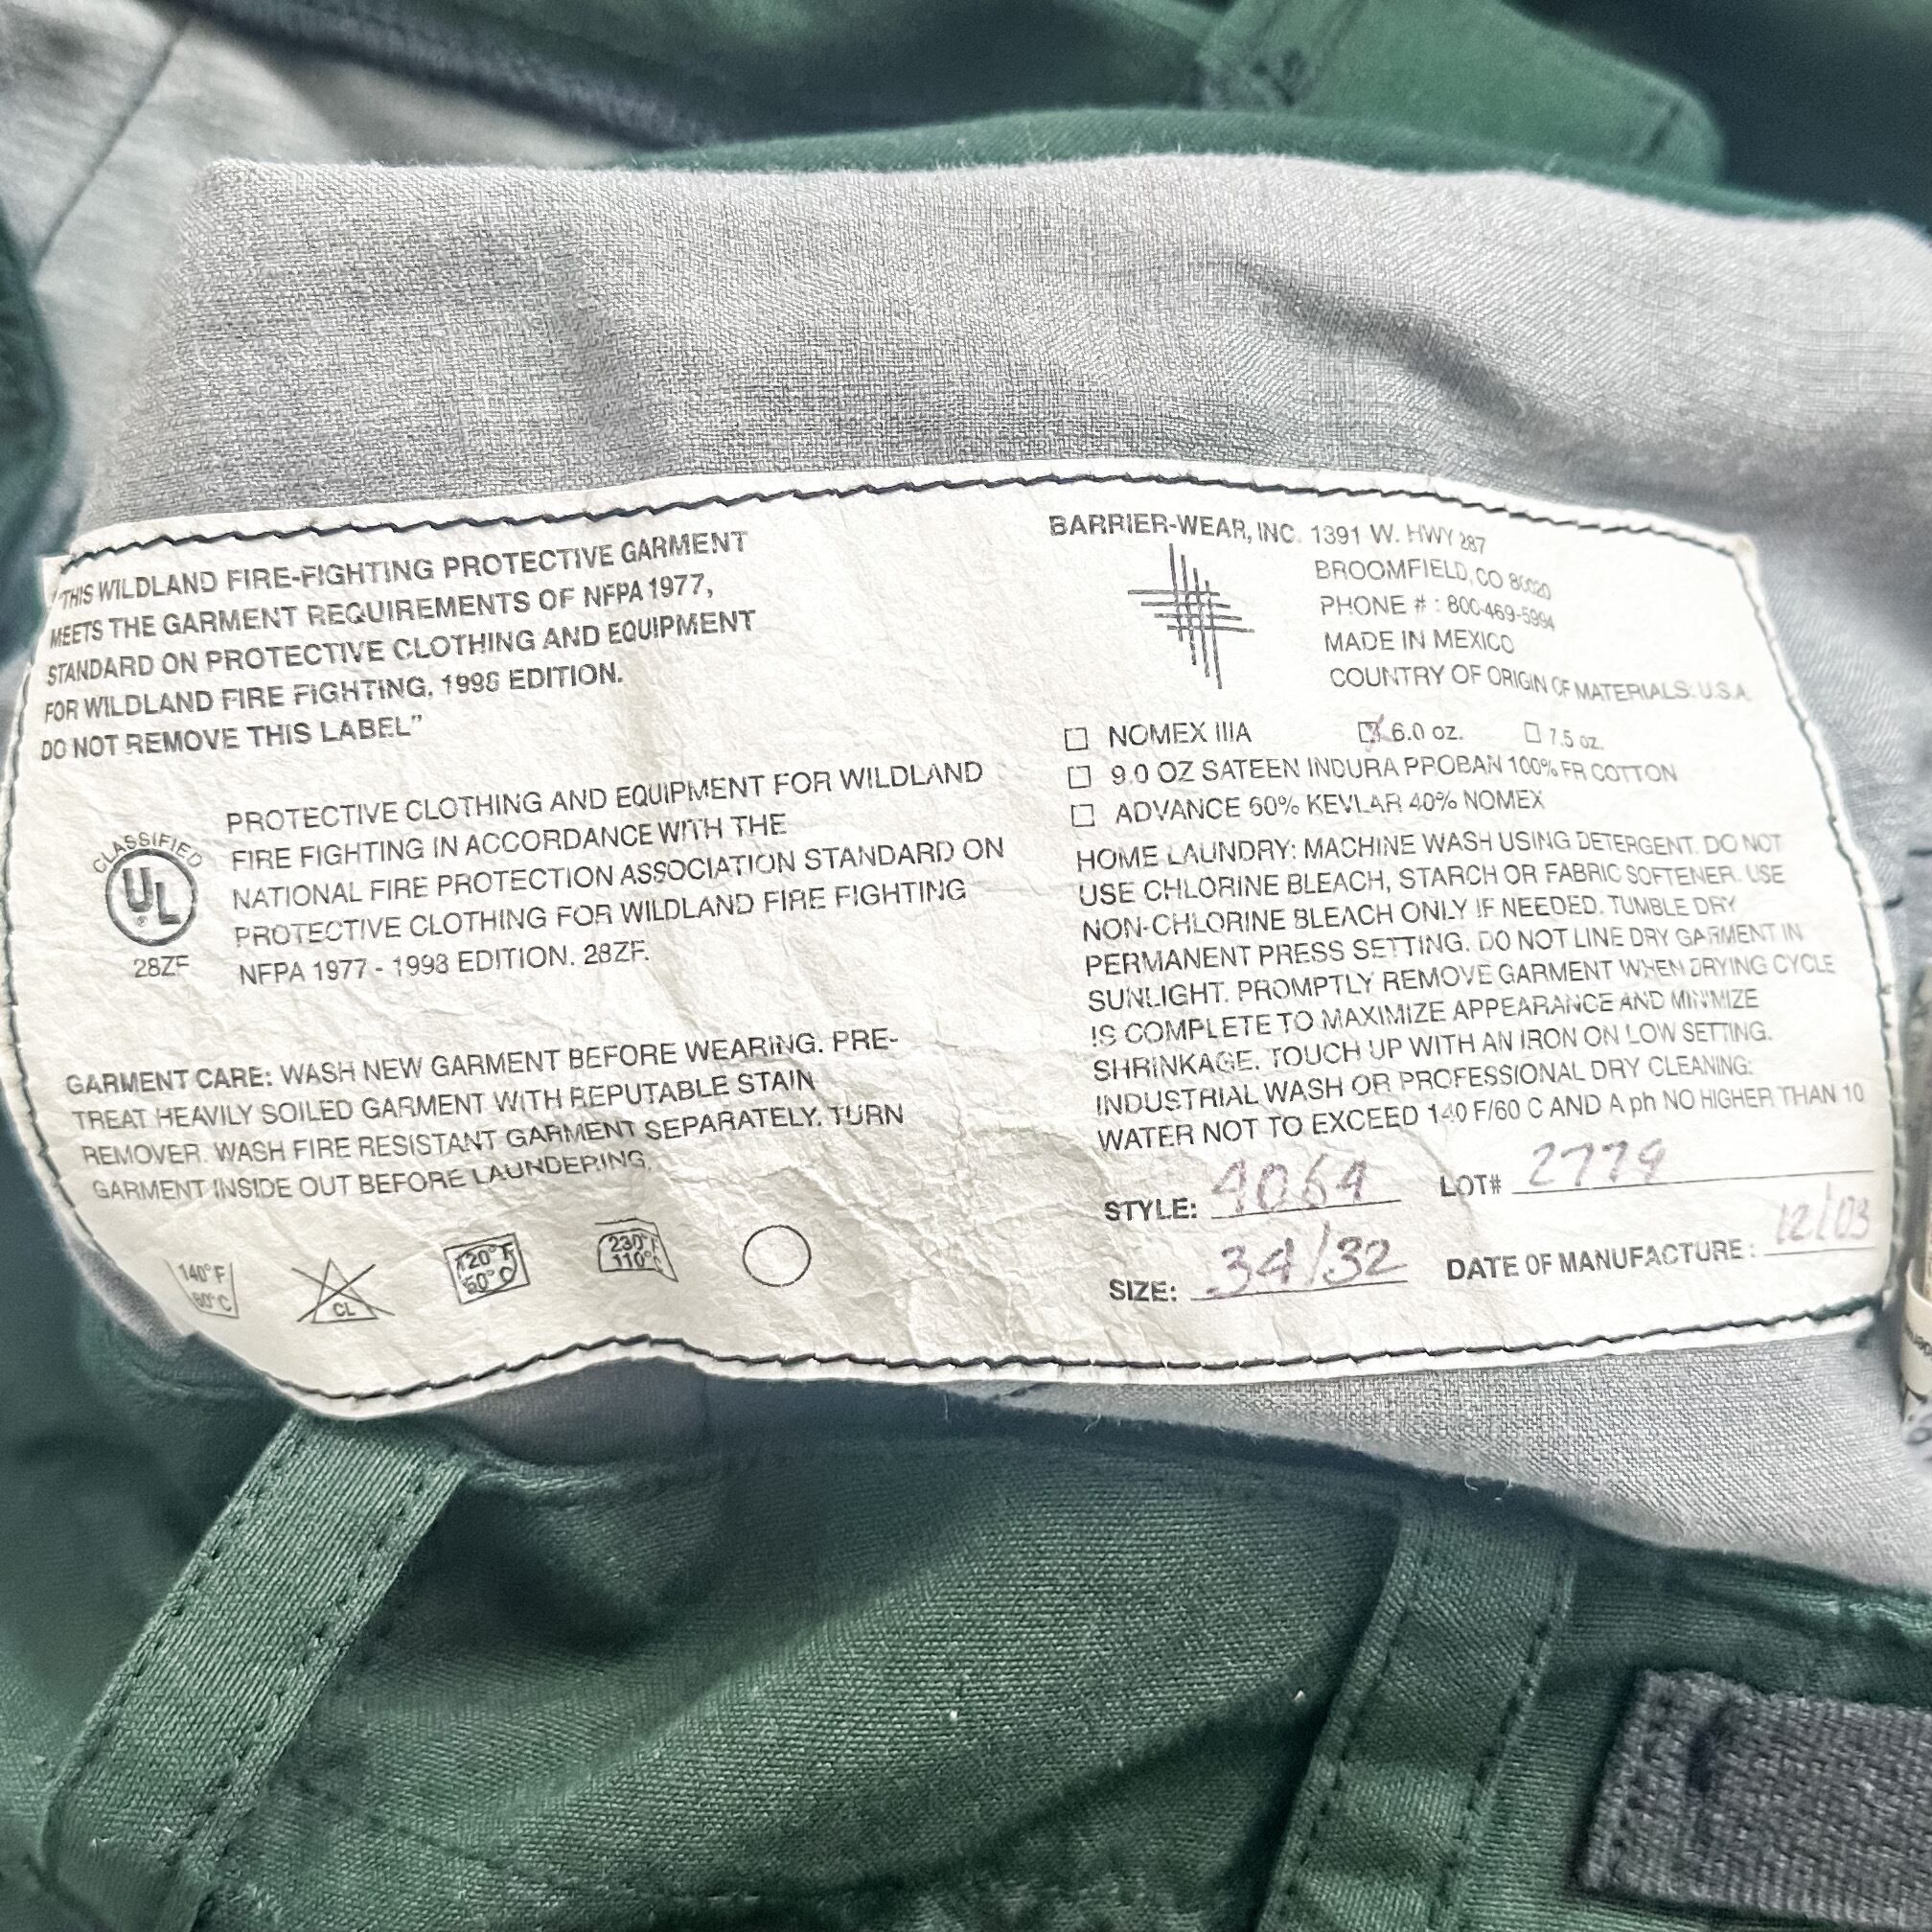 "THIS WILDLAND FIRE-FIGHTING PROTECTIVE GARMENT
MEETS THE GARMENT REQUIREMENTS OF NFPA 1977,
STANDARD ON PROTECTIVE CLOTHING AND EQUIPMENT
FOR WILDLAND FIRE FIGHTING, 1998 EDITION.
DO NOT REMOVE THIS LABEL"
CLASSIFIED
UL
®
28ZF
PROTECTIVE CLOTHING AND EQUIPMENT FOR WILDLAND
FIRE FIGHTING IN ACCORDANCE WITH THE
NATIONAL FIRE PROTECTION ASSOCIATION STANDARD ON
PROTECTIVE CLOTHING FOR WILDLAND FIRE FIGHTING
NFPA 1977 - 1998 EDITION. 28ZF.
GARMENT CARE: WASH NEW GARMENT BEFORE WEARING. PRE-
TREAT HEAVILY SOILED GARMENT WITH REPUTABLE STAIN
REMOVER. WASH FIRE RESISTANT GARMENT SEPARATELY. TURN
GARMENT INSIDE OUT BEFORE LAUNDERING.
140°F
60°C
CL
120°F
50°C
230°F
110°C
BARRIER-WEAR, INC. 1391 W. HWY 287
BROOMFIELD, CO 80020
PHONE # : 800-469-5994
MADE IN MEXICO
COUNTRY OF ORIGIN OF MATERIALS: U.S.A.
NOMEX IIIA 6.0 oz. 7.5 oz.
9.0 OZ SATEEN INDURA PROBAN 100% FR COTTON
ADVANCE 60% KEVLAR 40% NOMEX
HOME LAUNDRY: MACHINE WASH USING DETERGENT. DO NOT
USE CHLORINE BLEACH, STARCH OR FABRIC SOFTENER. USE
NON-CHLORINE BLEACH ONLY IF NEEDED. TUMBLE DRY
PERMANENT PRESS SETTING. DO NOT LINE DRY GARMENT IN
SUNLIGHT. PROMPTLY REMOVE GARMENT WHEN DRYING CYCLE
IS COMPLETE TO MAXIMIZE APPEARANCE AND MINIMIZE
SHRINKAGE. TOUCH UP WITH AN IRON ON LOW SETTING.
INDUSTRIAL WASH OR PROFESSIONAL DRY CLEANING:
WATER NOT TO EXCEED 140 F/60 C AND A ph NO HIGHER THAN 10
STYLE: 4064 LOT# 2779
SIZE: 34/32 DATE OF MANUFACTURE : 12/03